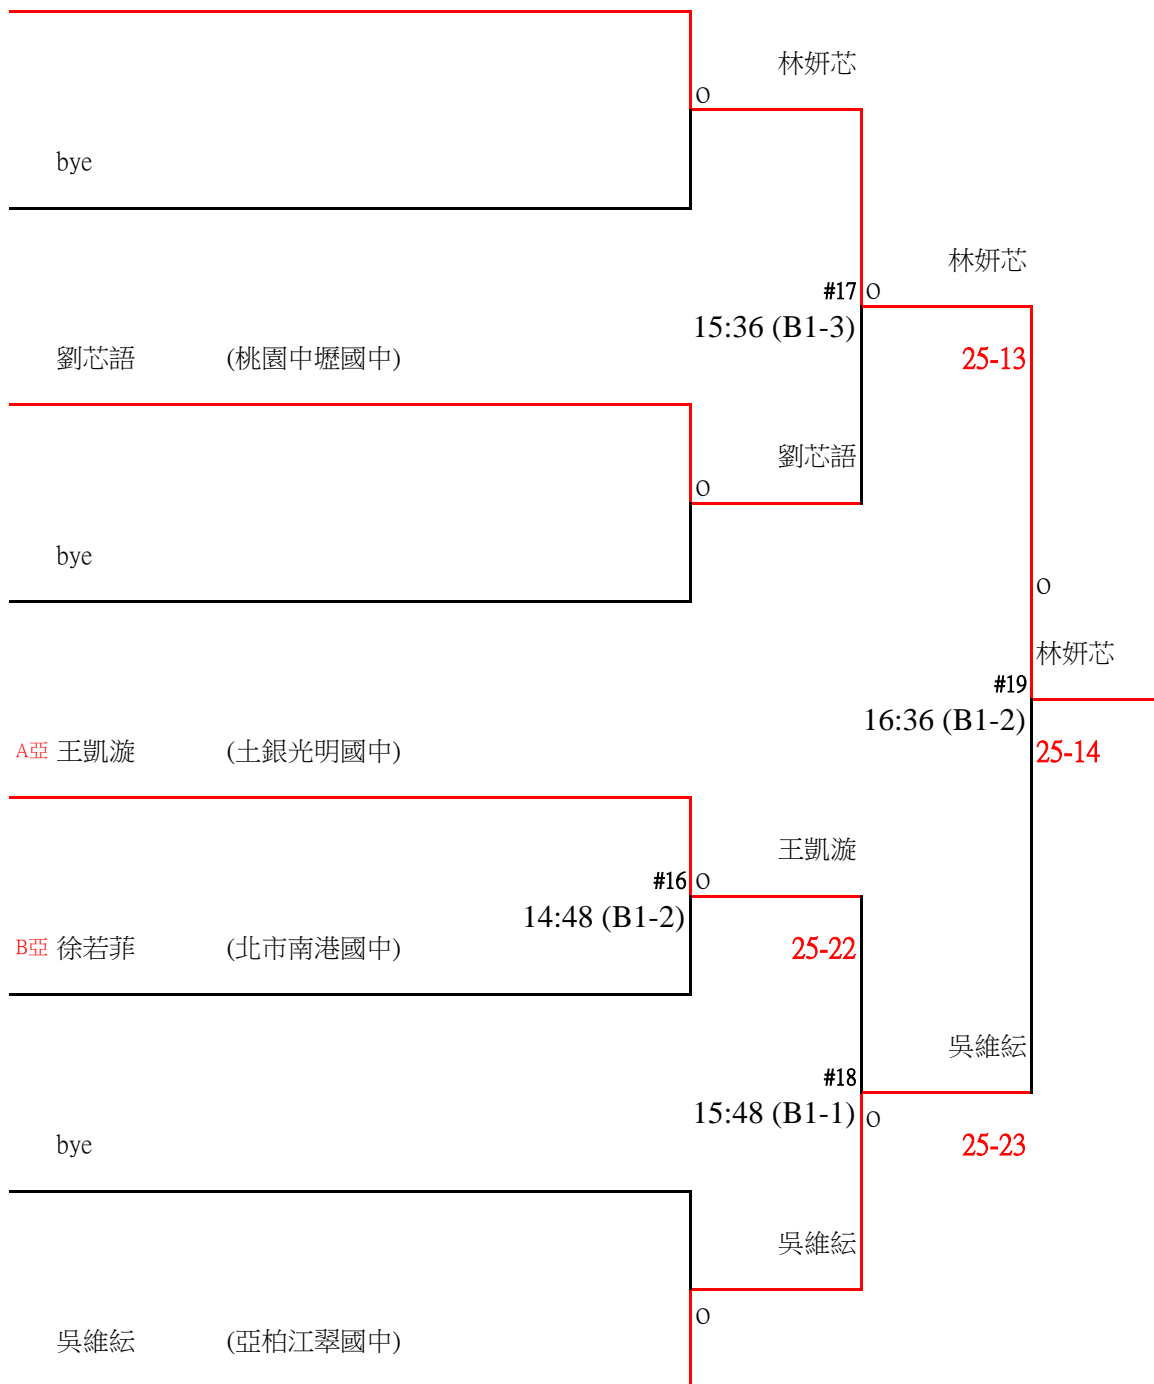 林妍芯
O
bye
林妍芯
#17 O
15:36 (B1-3)
劉芯語 (桃園中壢國中) 25-13
劉芯語
O
bye
O
林妍芯
#19
16:36 (B1-2)
A亞 王凱漩 (土銀光明國中) 25-14
王凱漩
#16 O
14:48 (B1-2)
B亞 徐若菲 (北市南港國中) 25-22
吳維紜
#18
15:48 (B1-1) O
bye 25-23
吳維紜
O
吳維紜 (亞柏江翠國中)